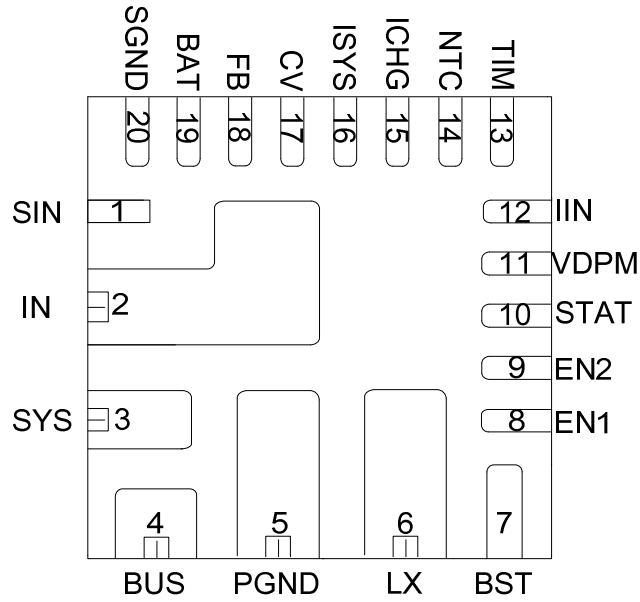 SGND BAT FB CV ISYS ICHG NTC TIM
20 19 18 17 16 15 14 13
SIN 1 12 IIN
11 VDPM
IN 2 10 STAT
9 EN2
SYS 3 8 EN1
4 5 6 7
BUS PGND LX BST